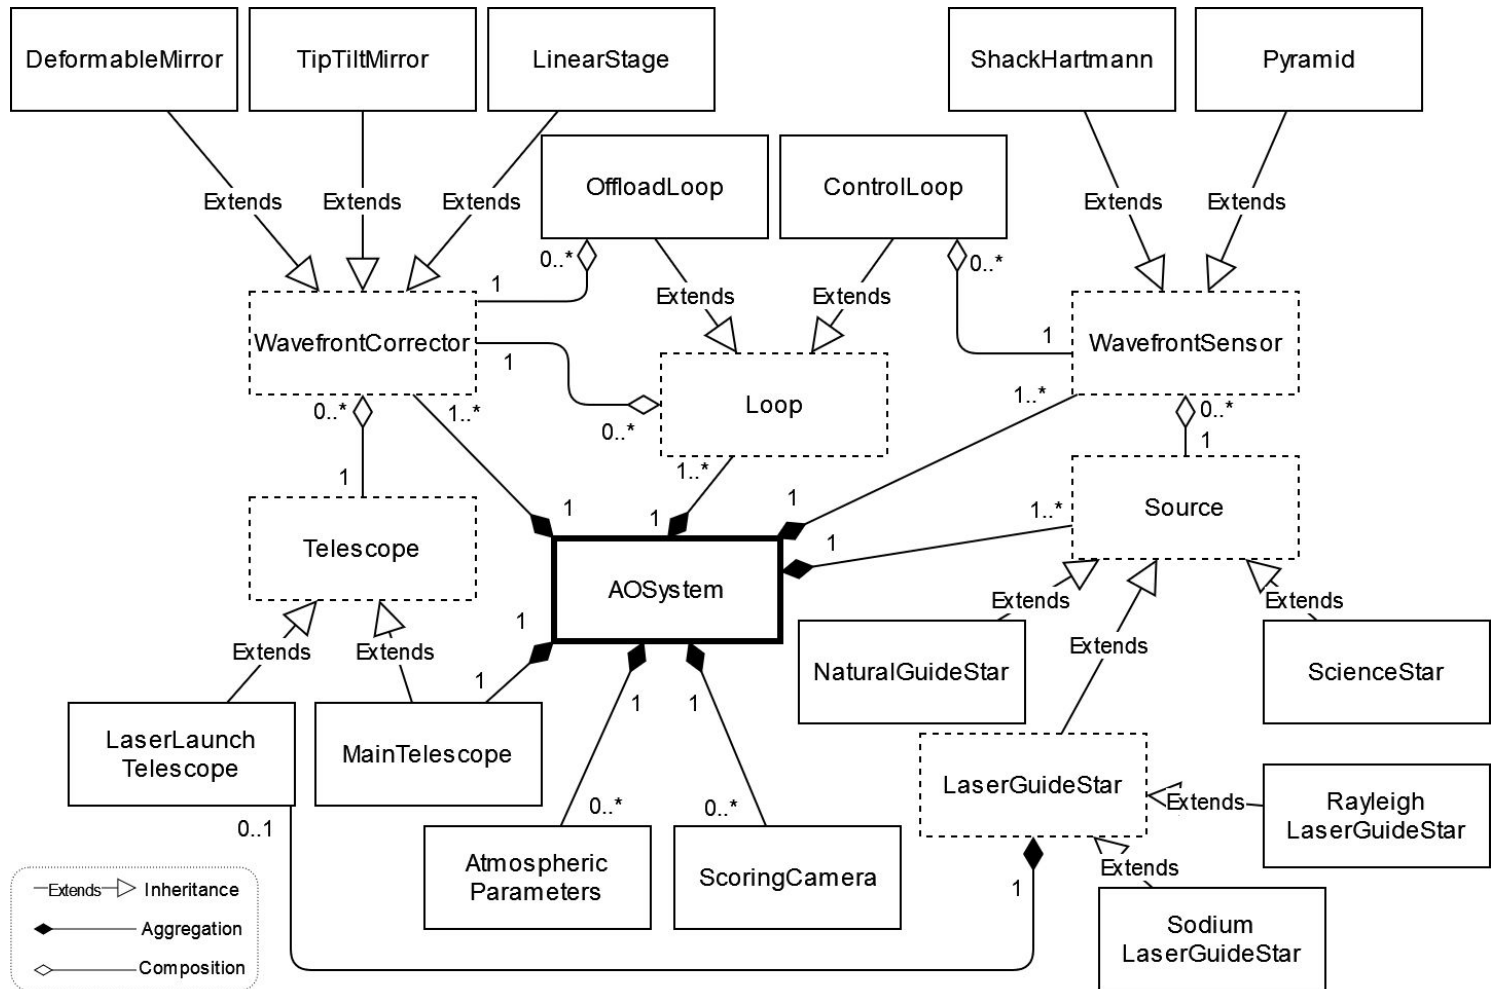 DeformableMirror
TipTiltMirror
LinearStage
ShackHartmann
Pyramid
OffloadLoop
ControlLoop
Extends
Extends
Extends
Extends
Extends
0..*
0..*
1
Extends
Extends
WavefrontCorrector
1
1
WavefrontSensor
Loop
0..*
1..*
0..*
1..*
0..*
1
1..*
1
1
1
1
1
1..*
Source
Telescope
1
AOSystem
Extends
Extends
1
Extends
Extends
Extends
NaturalGuideStar
ScienceStar
1
1
1
LaserLaunch
Telescope
MainTelescope
LaserGuideStar
Extends
Rayleigh
LaserGuideStar
0..*
0..*
0..1
Atmospheric
Parameters
ScoringCamera
Extends
1
Sodium
LaserGuideStar
Extends
Inheritance
Aggregation
Composition